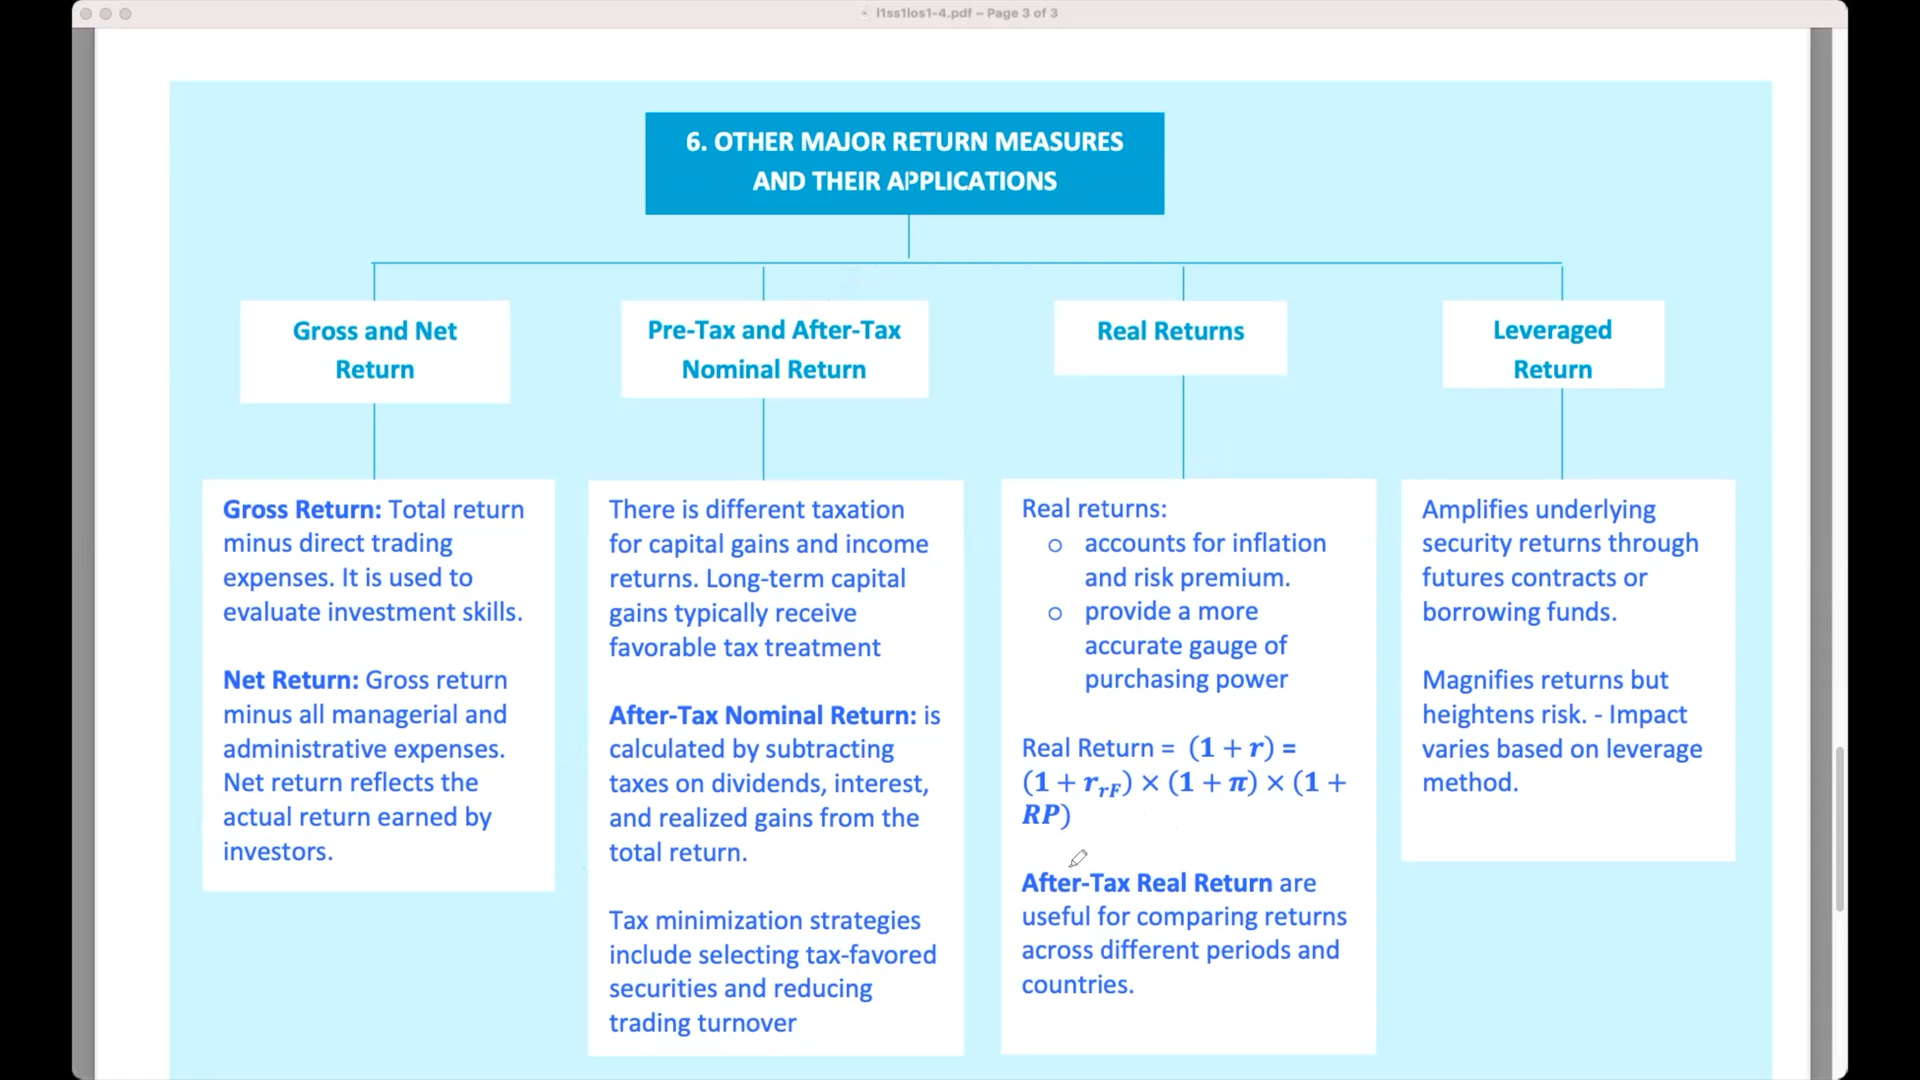 l1ss1los1-4.pdf – Page 3 of 3
6. OTHER MAJOR RETURN MEASURES
AND THEIR APPLICATIONS
Gross and Net
Return
Gross Return: Total return
minus direct trading
expenses. It is used to
evaluate investment skills.
Net Return: Gross return
minus all managerial and
administrative expenses.
Net return reflects the
actual return earned by
investors.
Pre-Tax and After-Tax
Nominal Return
There is different taxation
for capital gains and income
returns. Long-term capital
gains typically receive
favorable tax treatment
After-Tax Nominal Return: is
calculated by subtracting
taxes on dividends, interest,
and realized gains from the
total return.
Tax minimization strategies
include selecting tax-favored
securities and reducing
trading turnover
Real Returns
Real returns:
o accounts for inflation
and risk premium.
o provide a more
accurate gauge of
purchasing power
Real Return = (1 + r) =
(1 + r_rF) × (1 + π) × (1 +
RP)
After-Tax Real Return are
useful for comparing returns
across different periods and
countries.
Leveraged
Return
Amplifies underlying
security returns through
futures contracts or
borrowing funds.
Magnifies returns but
heightens risk. - Impact
varies based on leverage
method.